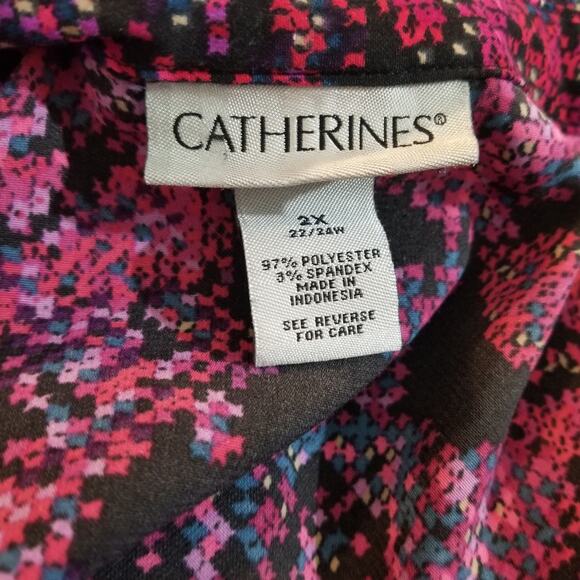 CATHERINES®
2X
22/24W
97% POLYESTER
3% SPANDEX
MADE IN
INDONESIA
SEE REVERSE
FOR CARE